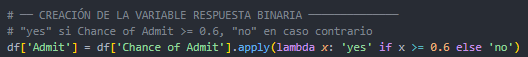 # ── CREACIÓN DE LA VARIABLE RESPUESTA BINARIA ──────────────
# "yes" si Chance of Admit >= 0.6, "no" en caso contrario
df['Admit'] = df['Chance of Admit'].apply(lambda x: 'yes' if x >= 0.6 else 'no')